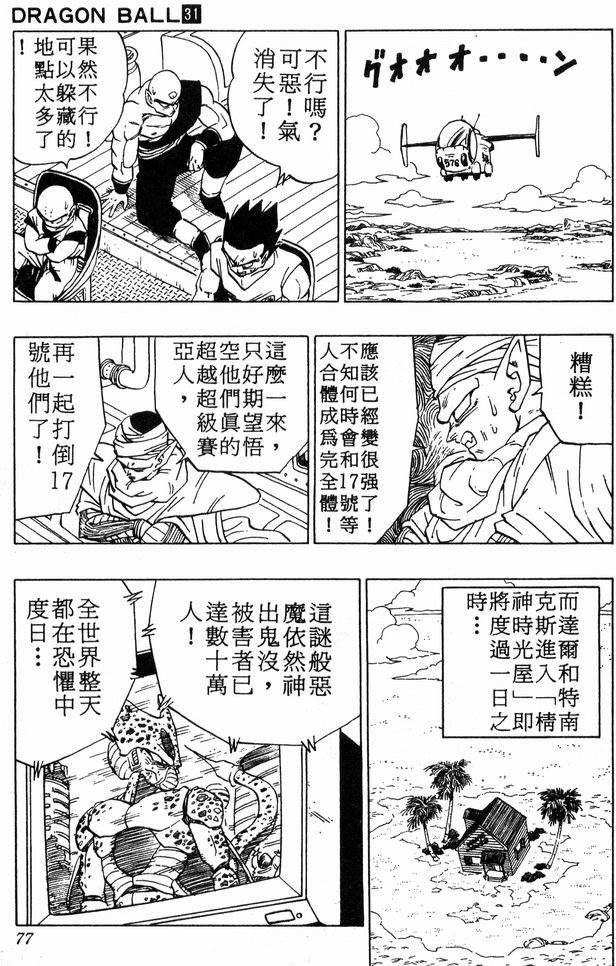 DRAGON BALL 31
グオオオ・・・・ン
576
不行嗎?
可惡!氣
消失了!
果然不行!
可以躲藏的
地點太多了
!
糟糕!
應該已經變很强了!
不知何時會和17號等
人合體成為完全體!
這麼一來,
只好期望悟
空他們真的
超越超級賽
亞人,
再一起打倒17
號他們了!
而達爾和特南
克斯進入「精
神時光屋」即
將度過一日之
時…
這謎般惡
魔依然神
出鬼沒,
被害者已
達數十萬
人!
全世界整天
都在恐懼中
度日…
77